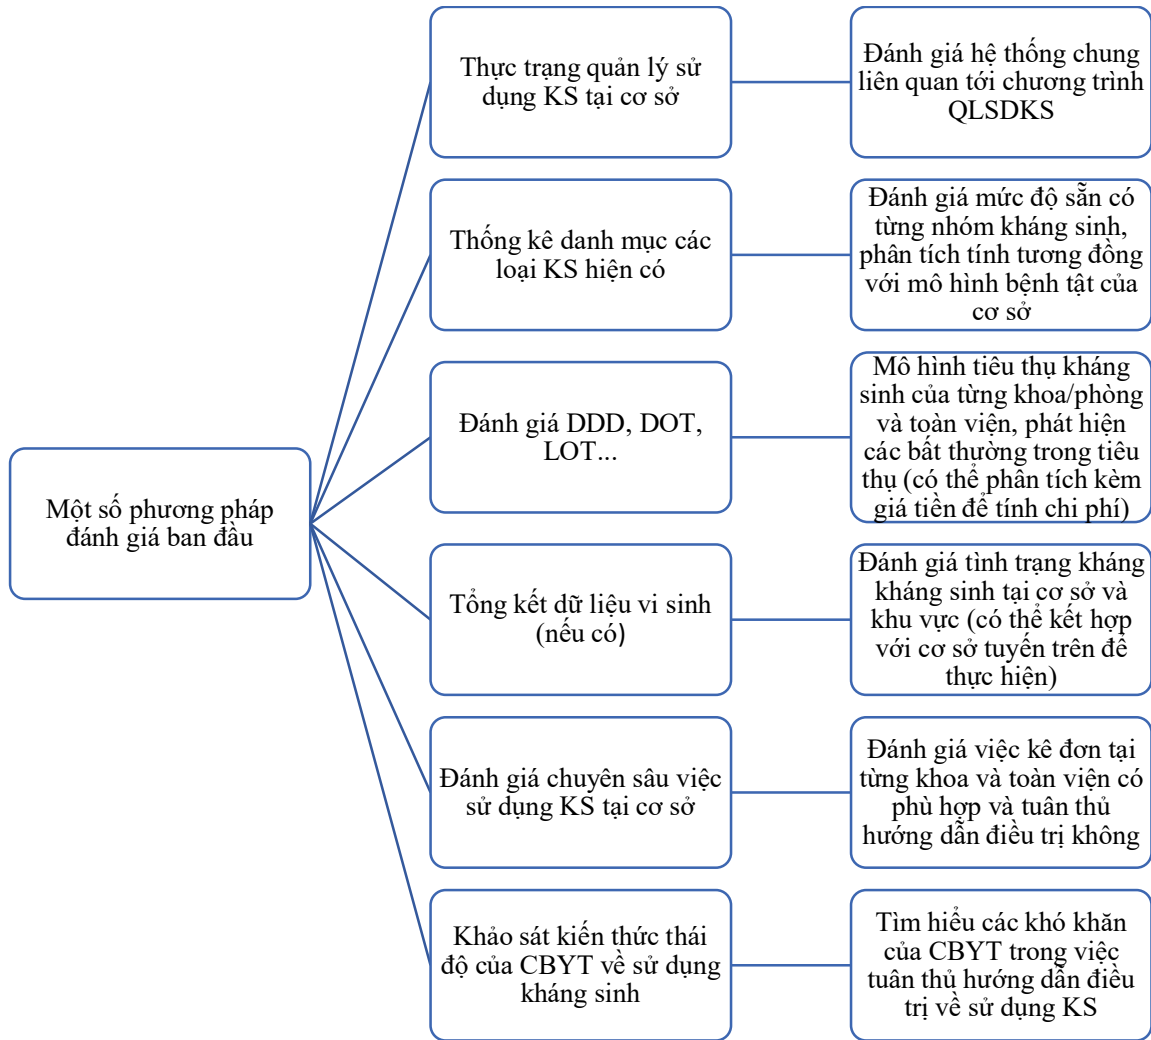 Một số phương pháp
đánh giá ban đầu
Thực trạng quản lý sử
dụng KS tại cơ sở
Đánh giá hệ thống chung
liên quan tới chương trình
QLSDKS
Thống kê danh mục các
loại KS hiện có
Đánh giá mức độ sẵn có
từng nhóm kháng sinh,
phân tích tính tương đồng
với mô hình bệnh tật của
cơ sở
Đánh giá DDD, DOT,
LOT...
Mô hình tiêu thụ kháng
sinh của từng khoa/phòng
và toàn viện, phát hiện
các bất thường trong tiêu
thụ (có thể phân tích kèm
giá tiền để tính chi phí)
Tổng kết dữ liệu vi sinh
(nếu có)
Đánh giá tình trạng kháng
kháng sinh tại cơ sở và
khu vực (có thể kết hợp
với cơ sở tuyến trên để
thực hiện)
Đánh giá chuyên sâu việc
sử dụng KS tại cơ sở
Đánh giá việc kê đơn tại
từng khoa và toàn viện có
phù hợp và tuân thủ
hướng dẫn điều trị không
Khảo sát kiến thức thái
độ của CBYT về sử dụng
kháng sinh
Tìm hiểu các khó khăn
của CBYT trong việc
tuân thủ hướng dẫn điều
trị về sử dụng KS